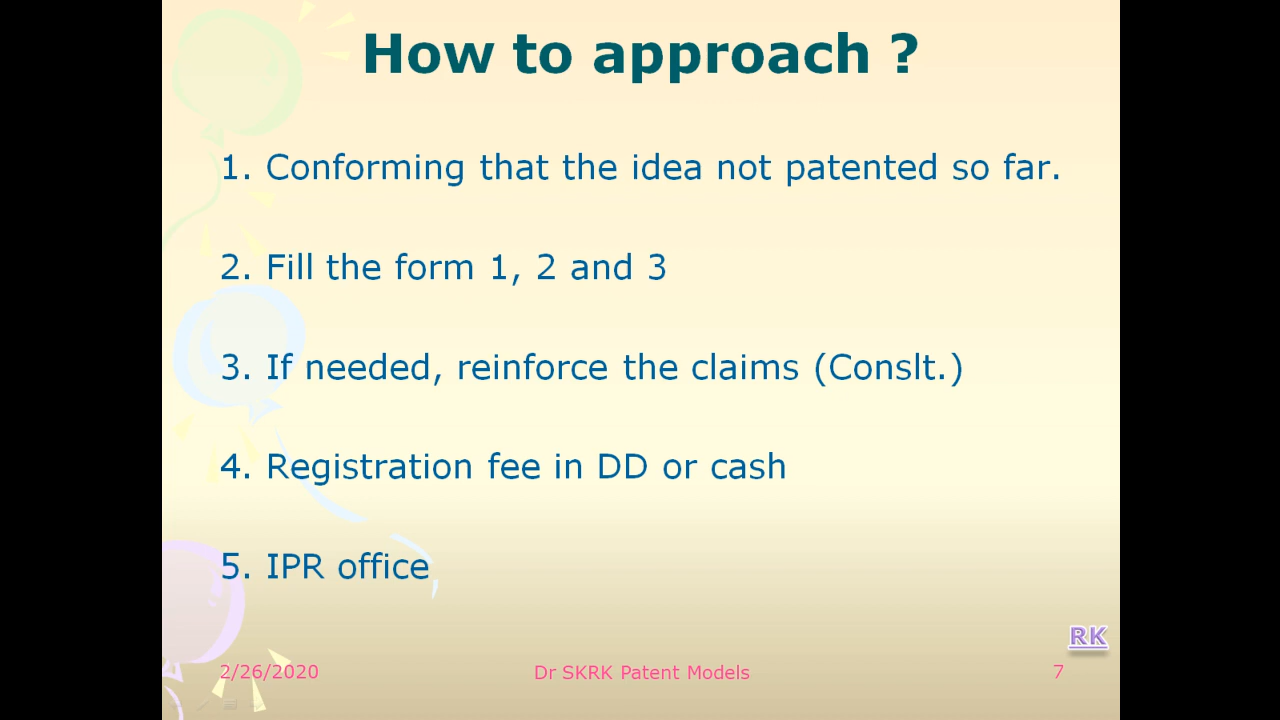 How to approach ?
1. Conforming that the idea not patented so far.
2. Fill the form 1, 2 and 3
3. If needed, reinforce the claims (Conslt.)
4. Registration fee in DD or cash
5. IPR office
RK
2/26/2020 Dr SKRK Patent Models 7